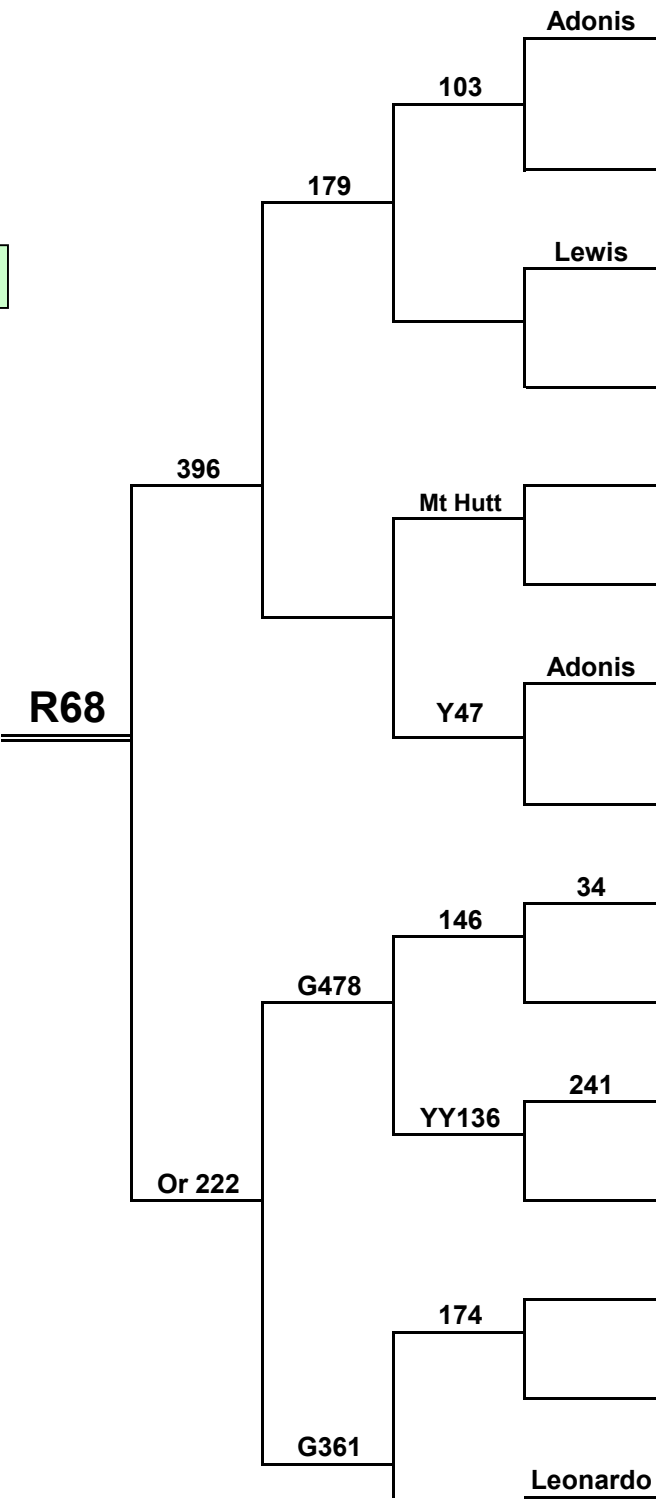 Adonis
103
179
Lewis
396
Mt Hutt
Adonis
R68
Y47
34
146
G478
241
YY136
Or 222
174
G361
Leonardo